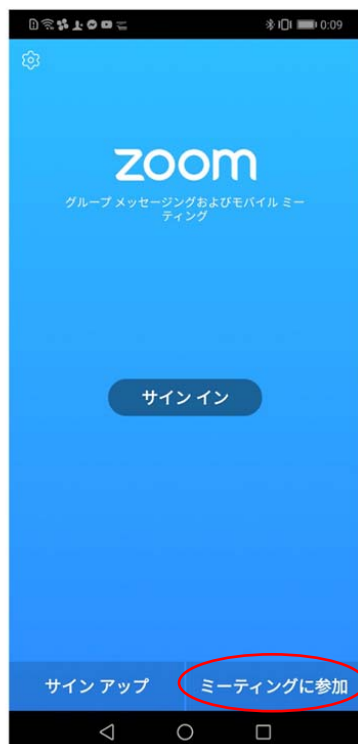 0:09
zoom
グループ メッセージングおよびモバイル ミー
ティング
サイン イン
サイン アップ
ミーティングに参加